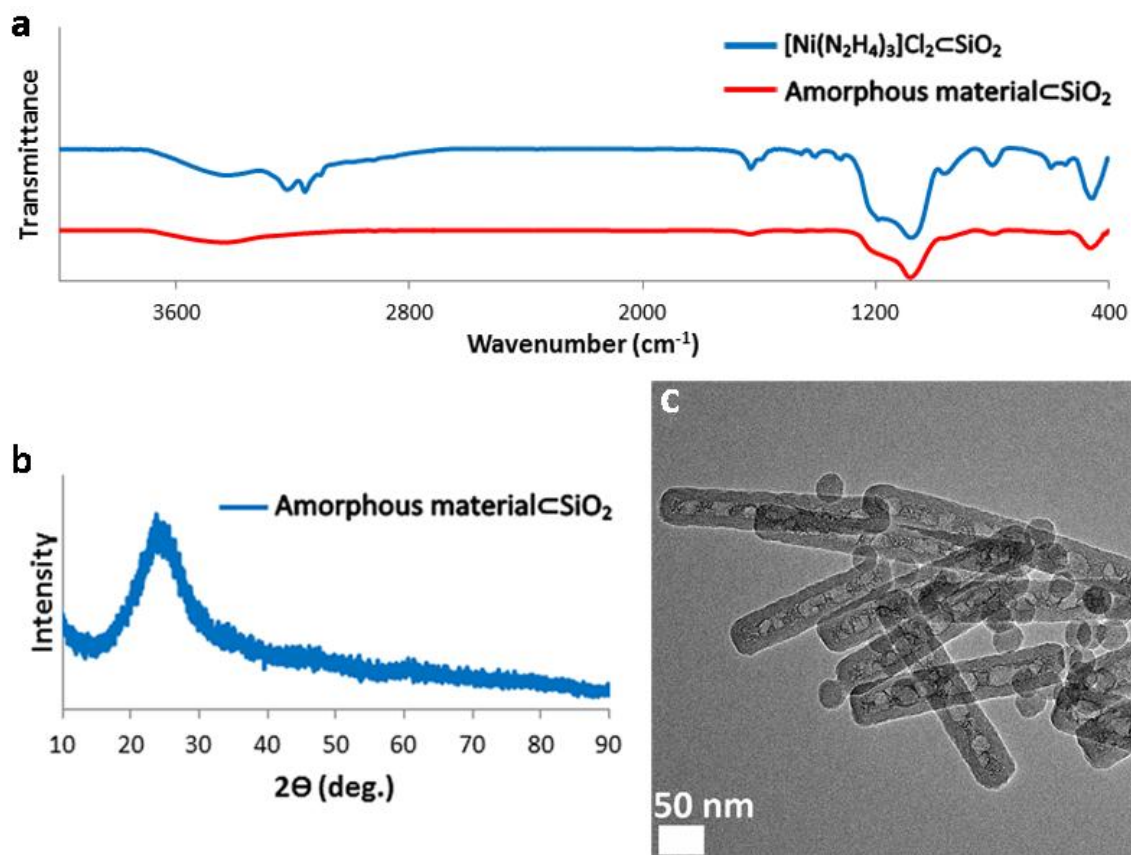 a
[Ni(N₂H₄)₃]Cl₂⊂SiO₂
Amorphous material⊂SiO₂
Transmittance
3600 2800 2000 1200 400
Wavenumber (cm⁻¹)
b
Amorphous material⊂SiO₂
Intensity
10 20 30 40 50 60 70 80 90
2Θ (deg.)
c
50 nm